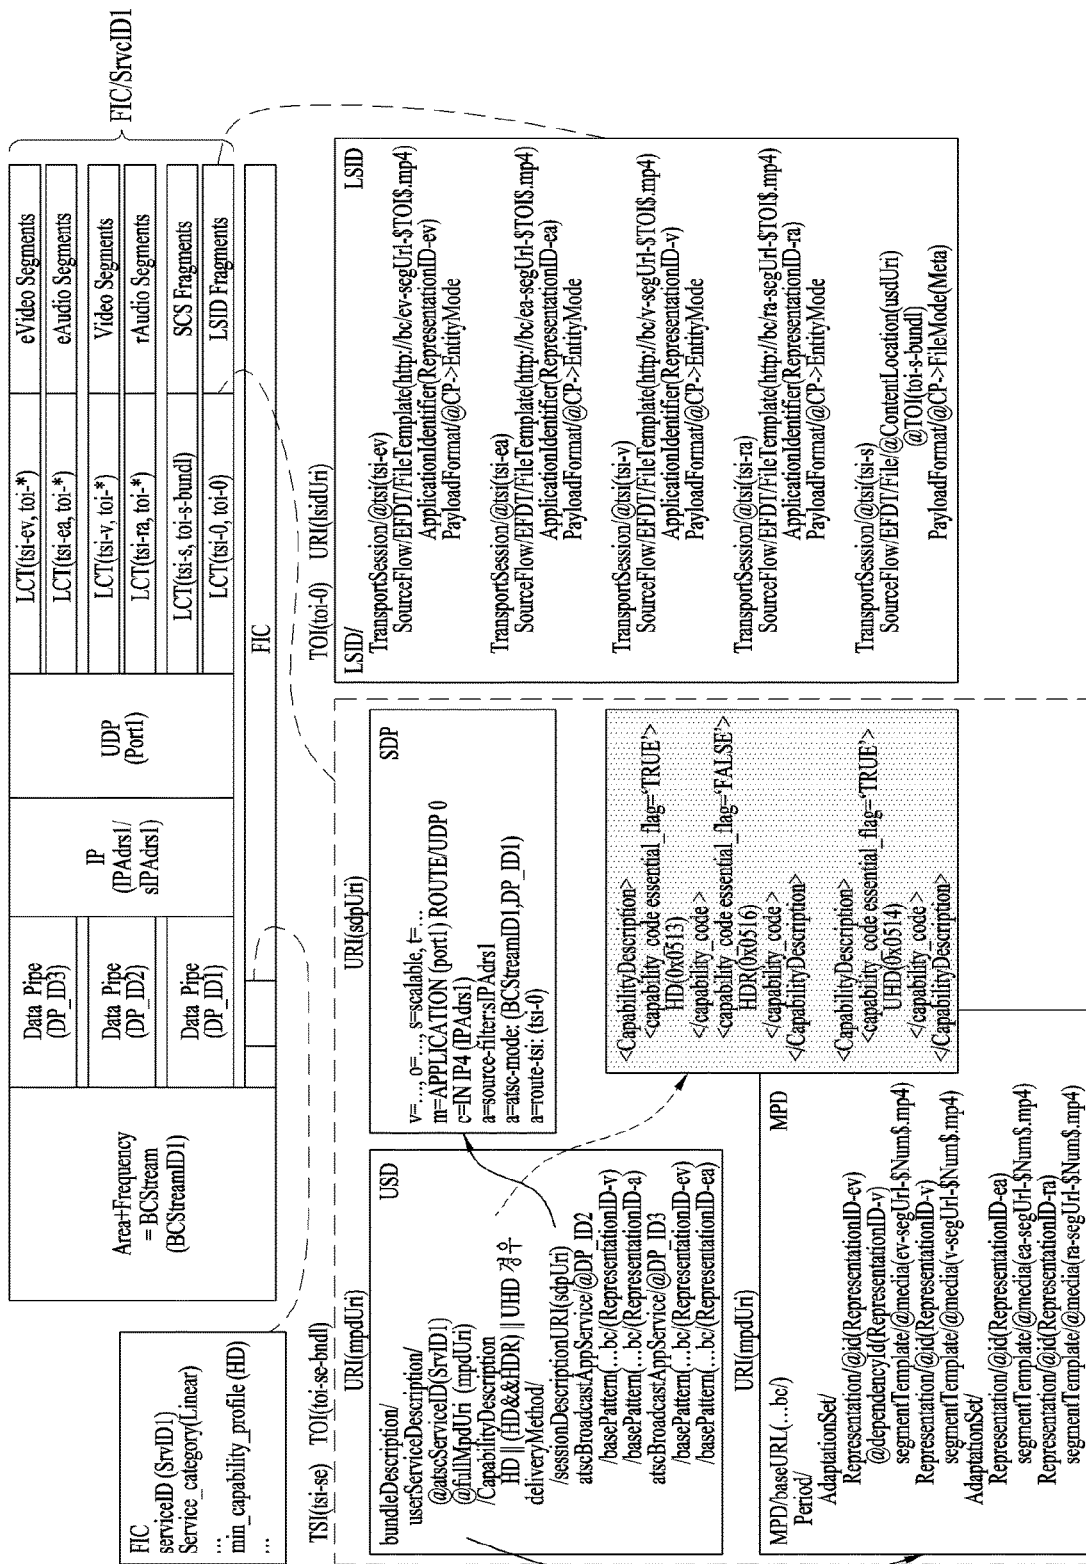 FIC
serviceID (SrvID1)
Service_category(Linear)
...
min_capability_profile (HD)
...
Area+Frequency
= BCStream
(BCStreamID1)
Data Pipe
(DP_ID3)
Data Pipe
(DP_ID2)
Data Pipe
(DP_ID1)
IP
(IPAdrs1/
sIPAdrs1)
UDP
(Port1)
LCT(tsi-ev, toi-*)
LCT(tsi-ea, toi-*)
LCT(tsi-v, toi-*)
LCT(tsi-ra, toi-*)
LCT(tsi-s, toi-s-bundl)
LCT(tsi-0, toi-0)
eVideo Segments
eAudio Segments
Video Segments
rAudio Segments
SCS Fragments
LSID Fragments
FIC/SrvcID1
FIC
TSI(tsi-se) TOI(toi-se-bndl)
URI(mpdUri)
USD
bundleDescription/
userServiceDescription/
@atscServiceID(SrvID1)
@fullMpdUri (mpdUri)
/CapabilityDescription
HD || (HD&&HDR) || UHD 경우
deliveryMethod/
/sessionDescriptionURI(sdpUri)
atscBroadcastAppService/@DP_ID2
/basePattern(...bc/(RepresentationID-v)
/basePattern(...bc/(RepresentationID-a)
atscBroadcastAppService/@DP_ID3
/basePattern(...bc/(RepresentationID-ev)
/basePattern(...bc/(RepresentationID-ea)
URI(sdpUri)
SDP
v=..., o=..., s=scalable, t=...
m=APPLICATION (port1) ROUTE/UDP 0
c=IN IP4 (IPAdrs1)
a=source-filter:sIPAdrs1
a=atsc-mode: (BCStreamID1,DP_ID1)
a=route-tsi: (tsi-0)
URI(mpdUri)
MPD
MPD/baseURL(...bc/)
Period/
AdaptationSet/
Representation/@id(RepresentationID-ev)
@dependencyId(RepresentationID-v)
segmentTemplate/@media(ev-segUrl-$Num$.mp4)
Representation/@id(RepresentationID-v)
segmentTemplate/@media(v-segUrl-$Num$.mp4)
AdaptationSet/
Representation/@id(RepresentationID-ea)
segmentTemplate/@media(ea-segUrl-$Num$.mp4)
Representation/@id(RepresentationID-ra)
segmentTemplate/@media(ra-segUrl-$Num$.mp4)
<CapabilityDescription>
<capability_code essential_flag='TRUE'>
HD(0x0513)
</capability_code >
<capability_code essential_flag='FALSE'>
HDR(0x0516)
</capability_code >
</CapabilityDescription>
<CapabilityDescription>
<capability_code essential_flag='TRUE'>
UHD(0x0514)
</capability_code >
</CapabilityDescription>
TOI(toi-0) URI(lsidUri)
LSID
LSID/
TransportSession/@tsi(tsi-ev)
SourceFlow/EFDT/FileTemplate(http://bc/ev-segUrl-$TOI$.mp4)
ApplicationIdentifier(RepresentationID-ev)
PayloadFormat/@CP->EntityMode
TransportSession/@tsi(tsi-ea)
SourceFlow/EFDT/FileTemplate(http://bc/ea-segUrl-$TOI$.mp4)
ApplicationIdentifier(RepresentationID-ea)
PayloadFormat/@CP->EntityMode
TransportSession/@tsi(tsi-v)
SourceFlow/EFDT/FileTemplate(http://bc/v-segUrl-$TOI$.mp4)
ApplicationIdentifier(RepresentationID-v)
PayloadFormat/@CP->EntityMode
TransportSession/@tsi(tsi-ra)
SourceFlow/EFDT/FileTemplate(http://bc/ra-segUrl-$TOI$.mp4)
ApplicationIdentifier(RepresentationID-ra)
PayloadFormat/@CP->EntityMode
TransportSession/@tsi(tsi-s)
SourceFlow/EFDT/File/@ContentLocation(usdUri)
@TOI(toi-s-bundl)
PayloadFormat/@CP->FileMode(Meta)